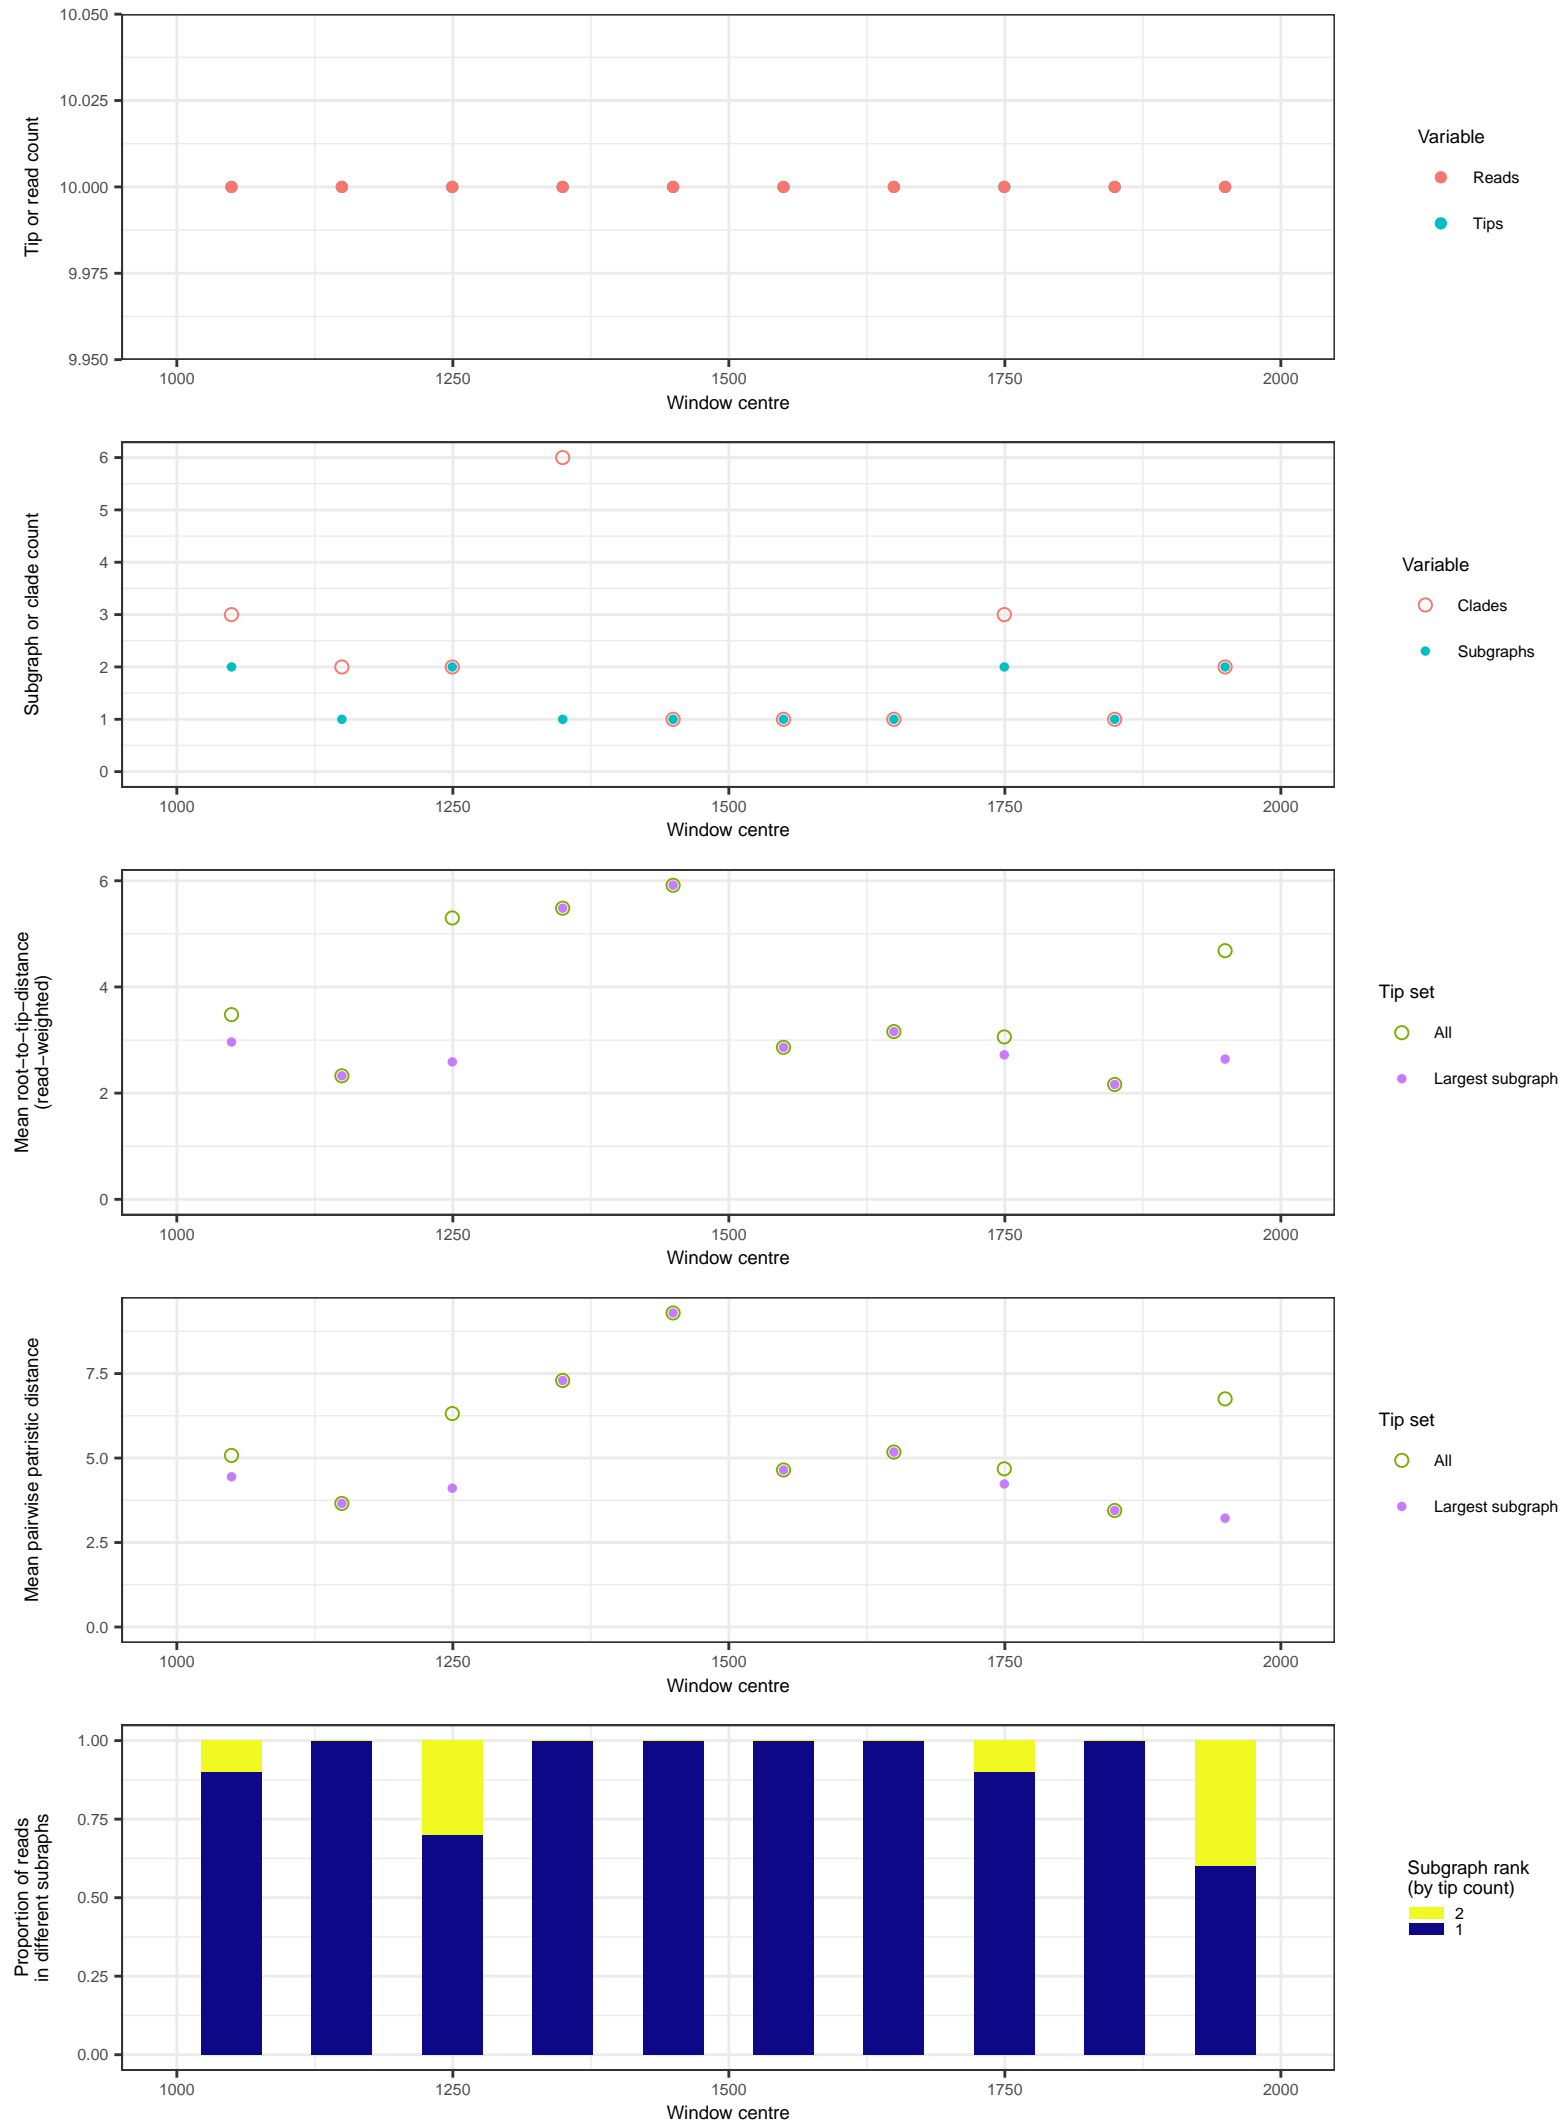 Tip or read count
10.050
10.025
10.000
9.975
9.950
1000 1250 1500 1750 2000
Window centre
Variable
Reads
Tips
Subgraph or clade count
6
5
4
3
2
1
0
1000 1250 1500 1750 2000
Window centre
Variable
Clades
Subgraphs
Mean root−to−tip−distance
(read−weighted)
6
4
2
0
1000 1250 1500 1750 2000
Window centre
Tip set
All
Largest subgraph
Mean pairwise patristic distance
7.5
5.0
2.5
0.0
1000 1250 1500 1750 2000
Window centre
Tip set
All
Largest subgraph
Proportion of reads
in different subraphs
1.00
0.75
0.50
0.25
0.00
1000 1250 1500 1750 2000
Window centre
Subgraph rank
(by tip count)
2
1